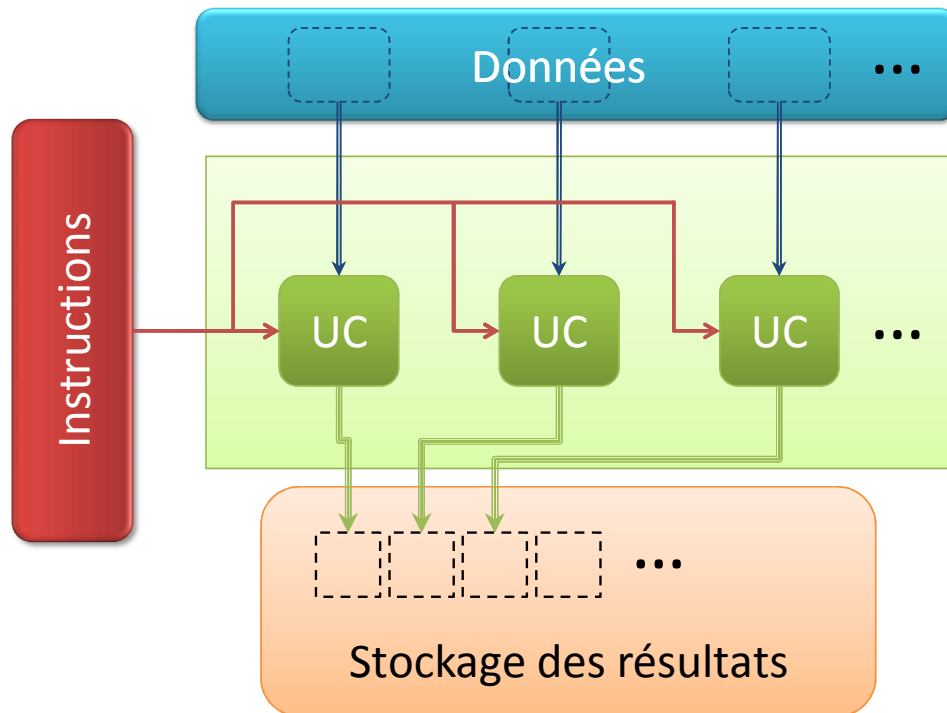 Données ...
Instructions
UC UC UC ...
...
Stockage des résultats